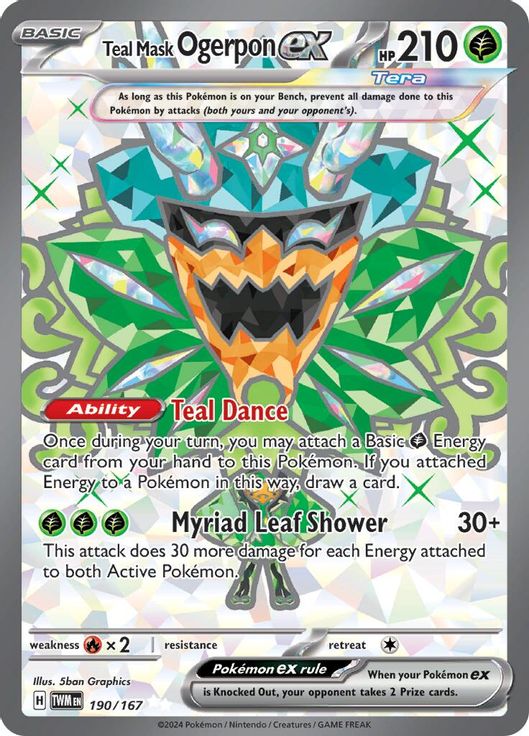 BASIC
Teal Mask Ogerpon ex HP 210
Tera
As long as this Pokémon is on your Bench, prevent all damage done to this
Pokémon by attacks (both yours and your opponent's).
Ability Teal Dance
Once during your turn, you may attach a Basic Energy
card from your hand to this Pokémon. If you attached
Energy to a Pokémon in this way, draw a card.
Myriad Leaf Shower 30+
This attack does 30 more damage for each Energy attached
to both Active Pokémon.
weakness ×2 resistance retreat
Pokémon ex rule When your Pokémon ex
is Knocked Out, your opponent takes 2 Prize cards.
Illus. 5ban Graphics
H TWM EN 190/167
©2024 Pokémon / Nintendo / Creatures / GAME FREAK